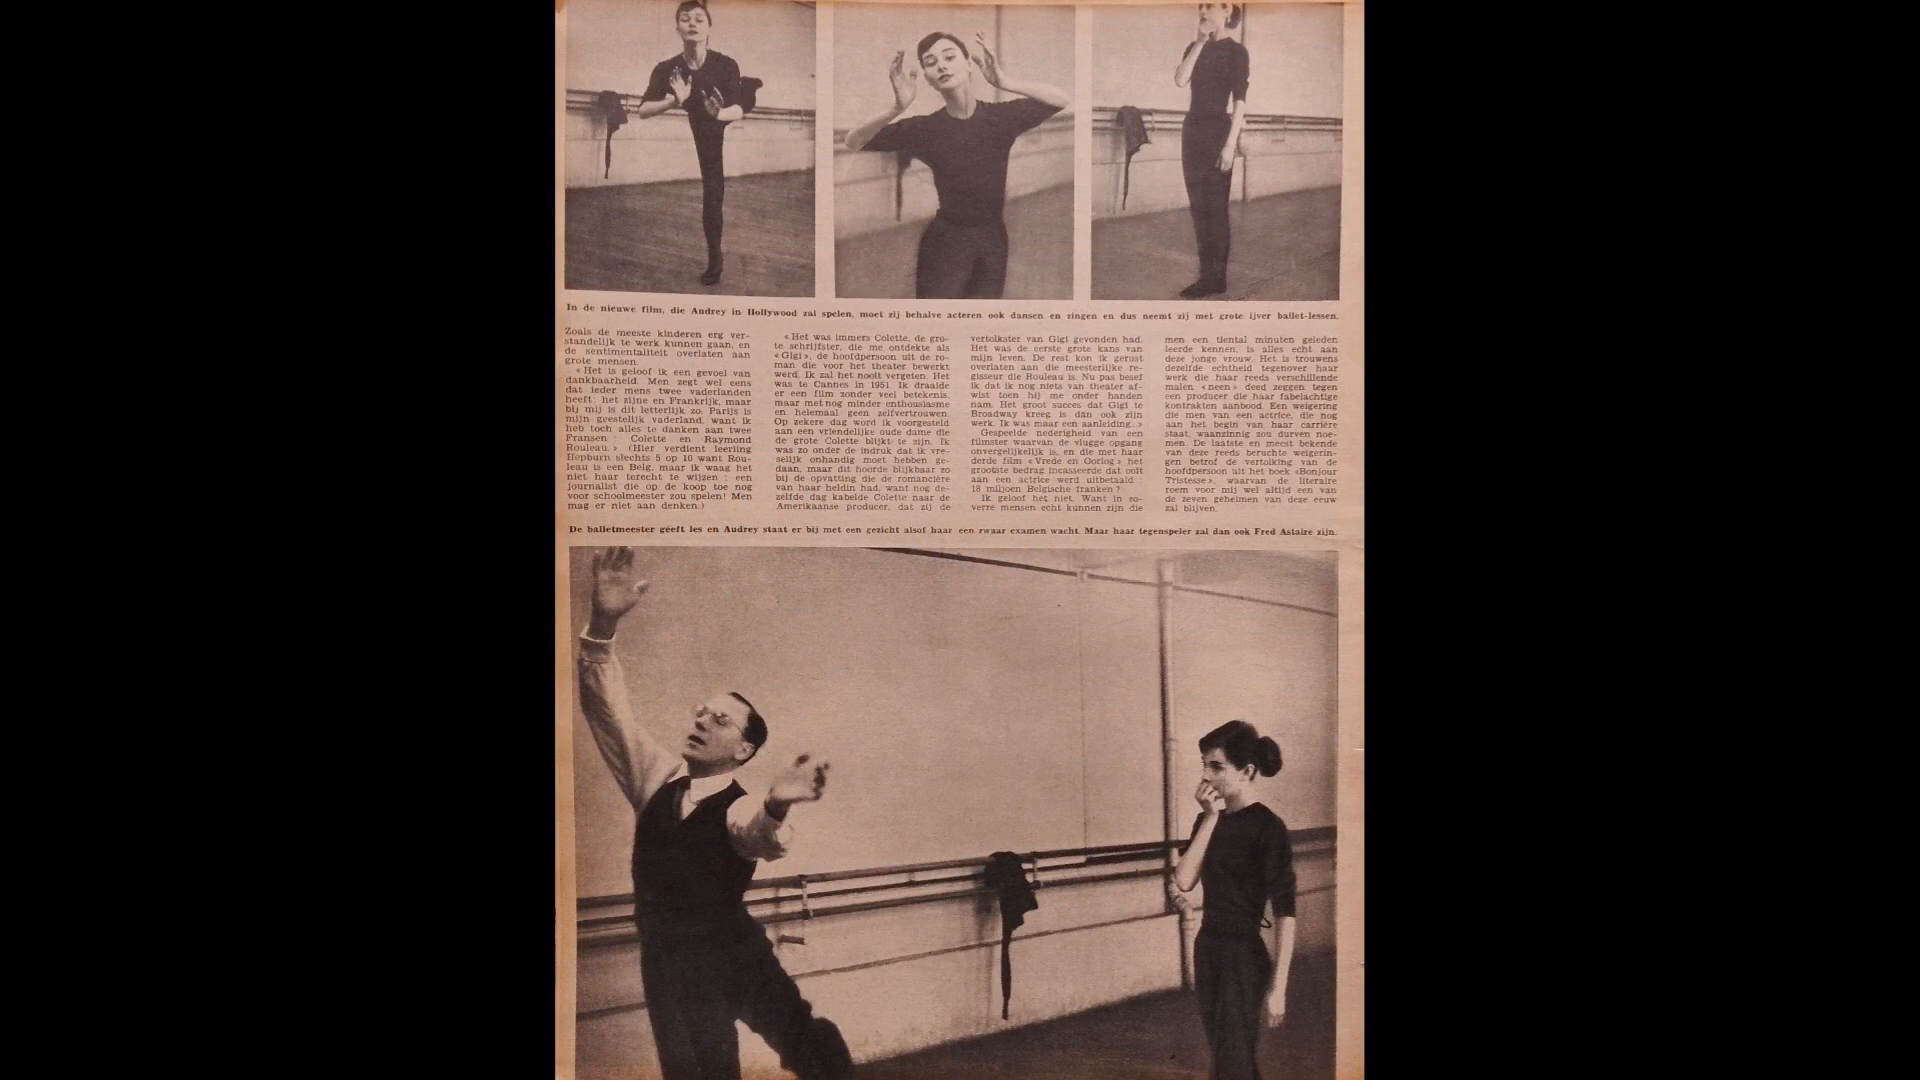 In de nieuwe film, die Audrey in Hollywood zal spelen, moet zij behalve acteren ook dansen en zingen en dus neemt zij met grote ijver ballet-lessen.
Zoals de meeste kinderen erg ver-
standelijk te werk kunnen gaan, en
de sentimentaliteit overlaten aan
grote mensen.
«Het is geloof ik een gevoel van
dankbaarheid. Men zegt wel eens
dat ieder mens twee vaderlanden
heeft: het zijne en Frankrijk, maar
bij mij is dit letterlijk zo. Parijs is
mijn geestelijk vaderland, want ik
heb toch alles te danken aan twee
Fransen : Colette en Raymond
Rouleau.» (Hier verdient leerling
Hepburn slechts 5 op 10 want Rou-
leau is een Belg, maar ik waag het
niet haar terecht te wijzen : een
journalist die op de koop toe nog
voor schoolmeester zou spelen! Men
mag er niet aan denken.)
«Het was immers Colette, de gro-
te schrijfster, die me ontdekte als
«Gigi», de hoofdpersoon uit de ro-
man die voor het theater bewerkt
werd. Ik zal het nooit vergeten. Het
was te Cannes in 1951. Ik draaide
er een film zonder veel betekenis,
maar met nog minder enthousiasme
en helemaal geen zelfvertrouwen.
Op zekere dag word ik voorgesteld
aan een vriendelijke oude dame die
de grote Colette blijkt te zijn. Ik
was zo onder de indruk dat ik vre-
selijk onhandig moet hebben ge-
daan, maar dit hoorde blijkbaar zo
bij de opvatting die de romancière
van haar heldin had, want nog de-
zelfde dag kabelde Colette naar de
Amerikaanse producer, dat zij de
vertolkster van Gigi gevonden had.
Het was de eerste grote kans van
mijn leven. De rest kon ik gerust
overlaten aan die meesterlijke re-
gisseur die Rouleau is. Nu pas besef
ik dat ik nog niets van theater af-
wist toen hij me onder handen
nam. Het groot succes dat Gigi te
Broadway kreeg is dan ook zijn
werk. Ik was maar een aanleiding...»
Gespeelde nederigheid van een
filmster waarvan de vlugge opgang
onvergelijkelijk is, en die met haar
derde film «Vrede en Oorlog» het
grootste bedrag incasseerde dat ooit
aan een actrice werd uitbetaald :
18 miljoen Belgische franken ?
Ik geloof het niet. Want in zo-
verre mensen echt kunnen zijn die
men een tiental minuten geleden
leerde kennen, is alles echt aan
deze jonge vrouw. Het is trouwens
dezelfde echtheid tegenover haar
werk die haar reeds verschillende
malen «neen» deed zeggen tegen
een producer die haar fabelachtige
kontrakten aanbood. Een weigering
die men van een actrice, die nog
aan het begin van haar carrière
staat, waanzinnig zou durven noe-
men. De laatste en meest bekende
van deze reeds beruchte weigerin-
gen betrof de vertolking van de
hoofdpersoon uit het boek «Bonjour
Tristesse», waarvan de literaire
roem voor mij wel altijd een van
de zeven geheimen van deze eeuw
zal blijven.
De balletmeester geeft les en Audrey staat er bij met een gezicht alsof haar een zwaar examen wacht. Maar haar tegenspeler zal dan ook Fred Astaire zijn.